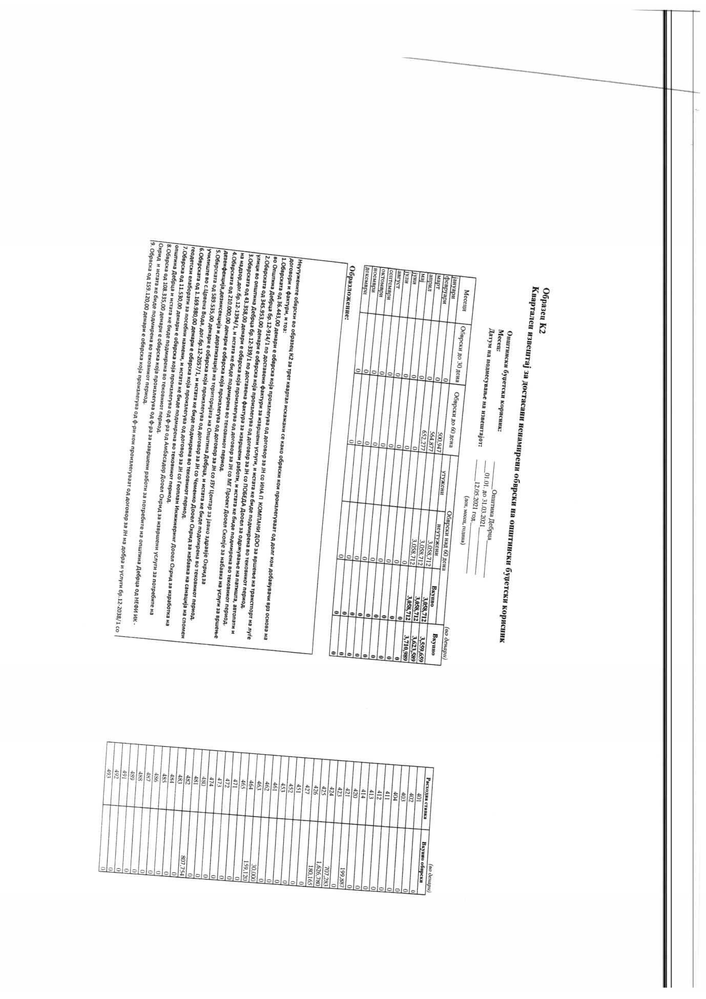 Образец К2
Квартален извештај за достасани ненамирени обврски на општински буџетски корисник
Општински буџетски корисник: Општина Дебрца
Месец: 01.01. до 31.03.2021
Датум на поднесување на извештајот: 12.05.2021 год.
(ден, месец, година)
(во денари)
Месеци Обврски до 30 дена Обврски до 60 дена Обврски над 60 дена Вкупно
утужени неутужени Вкупно
јануари 0 500,947 3,058,712 3,058,712 3,559,659
февруари 0 564,877 3,058,712 3,058,712 3,623,589
март 0 652,277 3,058,712 3,058,712 3,710,989
април 0 0 0 0 0
мај 0 0 0 0 0
јуни 0 0 0 0 0
јули 0 0 0 0 0
август 0 0 0 0 0
септември 0 0 0 0 0
октомври 0 0 0 0 0
ноември 0 0 0 0 0
декември 0 0 0 0 0
Образложение:
Неутужените обврски во образец К2 за трет квартал искажани се како обрвски кои произлегуваат од долг кон добавувачи врз основа на
договори и фактури, и тоа:
1.Обврската од 36.443,00 денари е обврска која произлегува од договор за ЈН со ИНА П КОМПАНИ ДОО за вршење на транстпорт на луѓе
во Општина Дебрца бр.12-914/1 по доставени фактури за извршени услуги, и истата ке биде подмирена во тековниот период.
2.Обврската од 345.953,00 денари е обврска која произлегува од договор за ЈН со ПОБЕДА Дооел за одржување на патишта, автопати и
улици во општина Дебрца бр.12-339/1 по доставена фактура за извршени работи, и истата ке биде подмирена во тековниот период.
3.Обврската од 43.358,00 денари е обврска која произлегува од договор за ЈН со МГ Проект Дооел Скопје за набавка на услуги за вршење
на надзор,дог.бр.12-1394/1, и истата ке биде подмирена во тековниот период.
4.Обврската од 210.000,00 денари е обврска која произлегува од договор за ЈН со ЈЗУ Центар за јавно здравје Охрид за
дезенфекција,дезинсекција и дератизација на територијата на Општина Дебрца, и истата ке биде подмирена во тековниот период.
5.Обврската од 589.535,00 денари е обврска која произлегува од договор за ЈН со Чеменко Дооел Охрид за набавка на санација на спомен
училиште во с.Црвена Вода, дог.бр.12-2057/1, и истата ке биде подмирена во тековниот период.
6.Обврската од 1.169.980,00 денари е обврска која произлегува од договор за ЈН со Геоплан Инжинеринг Дооел Охрид за изработка на
геодетски елаборати за посебни намени, и истата ке биде подмирена во тековниот период.
7.Обврска од 11.530,00 денари е обврска која произлегува од ф-ра од Амбасадор Дооел Охрид за извршени услуги за потребите на
општина Дебрца и истата ке биде подмирена во тековниот период.
8.Обврска од 108.335,00 денари е обврска која произлегува од ф-ра за извршени работи за потребите на општина Дебрца од НЕФИ ИК -
Охрид и истата ке биде подмирена во тековниот период.
9. Обрвска од 159.120,00 денари е обврска која произлегува од ф-ри кои произлегуваат од договор за ЈН на добра и услуги бр.12-2038/1 со
(во денари)
Расходна ставка Вкупно обврски
401 0
402 0
403 0
404 0
411 0
412 0
413 0
414 0
420 0
421 199,887
423 0
424 707,283
425 1,626,780
426 180,165
427 0
451 0
452 0
453 0
461 0
462 0
463 30,000
464 159,120
465 0
471 0
472 0
473 0
474 0
480 0
481 0
482 807,754
483 0
484 0
485 0
486 0
487 0
488 0
489 0
491 0
492 0
493 0